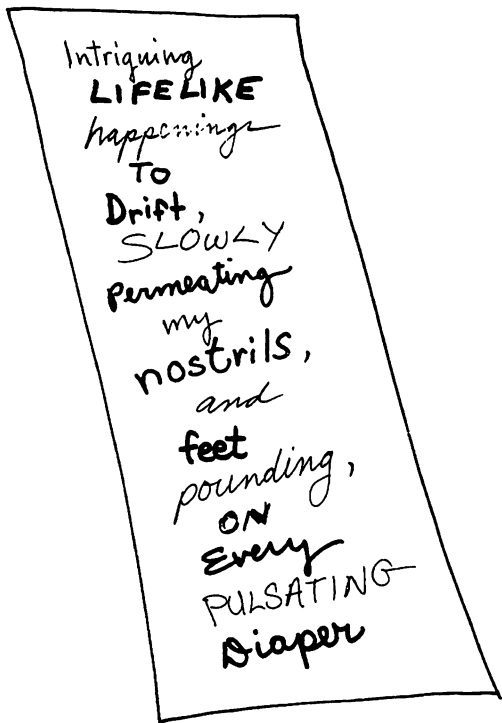 Intriguing
LIFELIKE
happenings
TO
Drift,
SLOWLY
permeating
my
nostrils,
and
feet
pounding,
ON
Every
PULSATING
Diaper